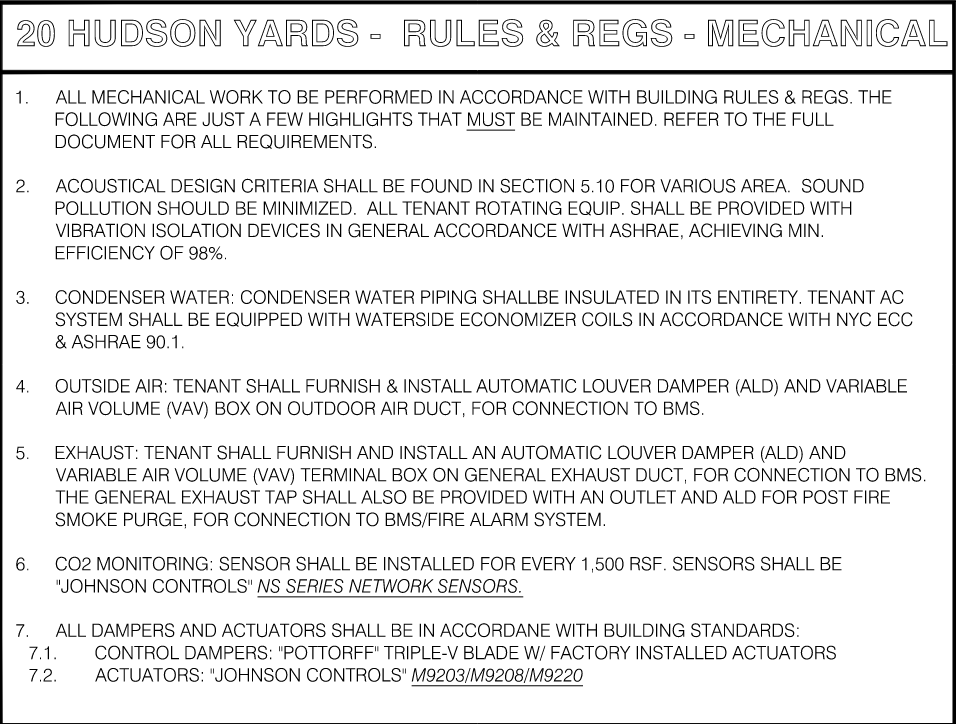 20 HUDSON YARDS - RULES & REGS - MECHANICAL
1. ALL MECHANICAL WORK TO BE PERFORMED IN ACCORDANCE WITH BUILDING RULES & REGS. THE
FOLLOWING ARE JUST A FEW HIGHLIGHTS THAT MUST BE MAINTAINED. REFER TO THE FULL
DOCUMENT FOR ALL REQUIREMENTS.
2. ACOUSTICAL DESIGN CRITERIA SHALL BE FOUND IN SECTION 5.10 FOR VARIOUS AREA. SOUND
POLLUTION SHOULD BE MINIMIZED. ALL TENANT ROTATING EQUIP. SHALL BE PROVIDED WITH
VIBRATION ISOLATION DEVICES IN GENERAL ACCORDANCE WITH ASHRAE, ACHIEVING MIN.
EFFICIENCY OF 98%.
3. CONDENSER WATER: CONDENSER WATER PIPING SHALLBE INSULATED IN ITS ENTIRETY. TENANT AC
SYSTEM SHALL BE EQUIPPED WITH WATERSIDE ECONOMIZER COILS IN ACCORDANCE WITH NYC ECC
& ASHRAE 90.1.
4. OUTSIDE AIR: TENANT SHALL FURNISH & INSTALL AUTOMATIC LOUVER DAMPER (ALD) AND VARIABLE
AIR VOLUME (VAV) BOX ON OUTDOOR AIR DUCT, FOR CONNECTION TO BMS.
5. EXHAUST: TENANT SHALL FURNISH AND INSTALL AN AUTOMATIC LOUVER DAMPER (ALD) AND
VARIABLE AIR VOLUME (VAV) TERMINAL BOX ON GENERAL EXHAUST DUCT, FOR CONNECTION TO BMS.
THE GENERAL EXHAUST TAP SHALL ALSO BE PROVIDED WITH AN OUTLET AND ALD FOR POST FIRE
SMOKE PURGE, FOR CONNECTION TO BMS/FIRE ALARM SYSTEM.
6. CO2 MONITORING: SENSOR SHALL BE INSTALLED FOR EVERY 1,500 RSF. SENSORS SHALL BE
"JOHNSON CONTROLS" NS SERIES NETWORK SENSORS.
7. ALL DAMPERS AND ACTUATORS SHALL BE IN ACCORDANE WITH BUILDING STANDARDS:
7.1. CONTROL DAMPERS: "POTTORFF" TRIPLE-V BLADE W/ FACTORY INSTALLED ACTUATORS
7.2. ACTUATORS: "JOHNSON CONTROLS" M9203/M9208/M9220